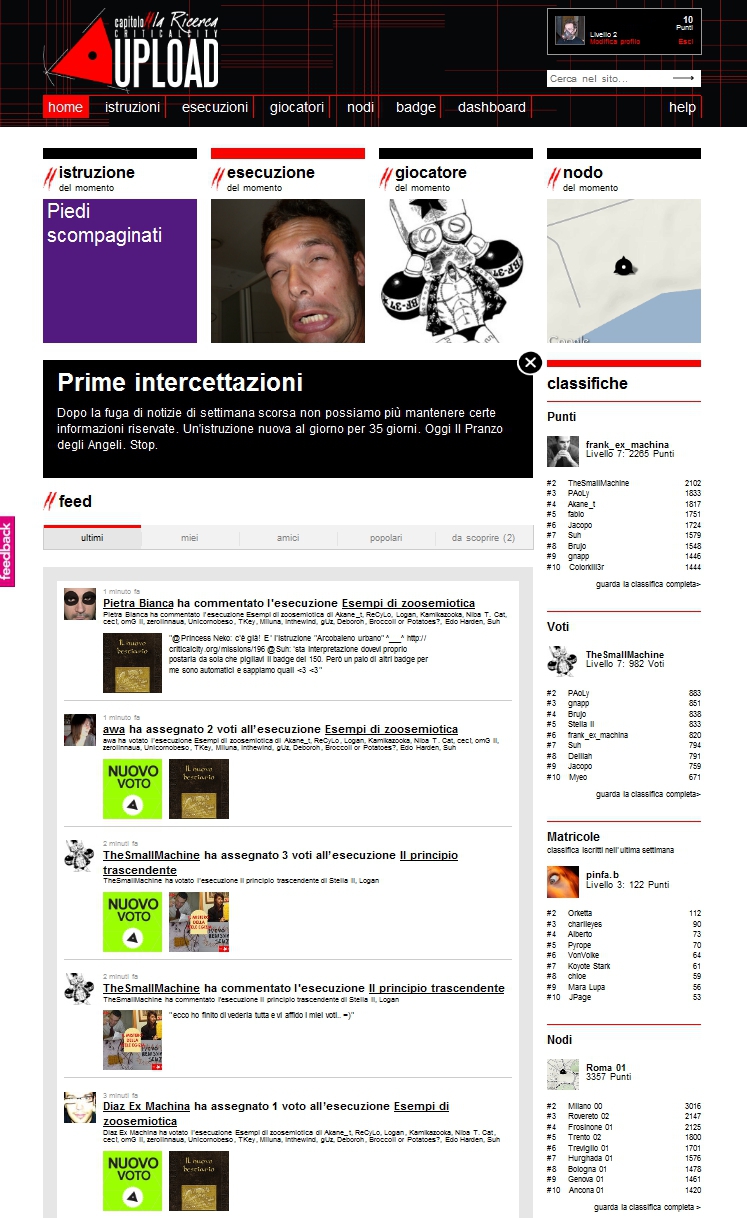 capitolo//la Ricerca
CRITICALCITY
UPLOAD
10
Punti
Livello 2
Modifica profilo
Esci
Cerca nel sito...
home
istruzioni
esecuzioni
giocatori
nodi
badge
dashboard
help
istruzione
del momento
Piedi
scompaginati
esecuzione
del momento
giocatore
del momento
BF-37
nodo
del momento
Prime intercettazioni
Dopo la fuga di notizie di settimana scorsa non possiamo più mantenere certe
informazioni riservate. Un'istruzione nuova al giorno per 35 giorni. Oggi Il Pranzo
degli Angeli. Stop.
feed
feedback
ultimi
miei
amici
popolari
da scoprire (2)
1 minuto fa
Pietra Bianca ha commentato l'esecuzione Esempi di zoosemiotica
Pietra Bianca ha commentato l'esecuzione Esempi di zoosemiotica di Akane_t, ReCyLo, Logan, Kamikazooka, Niba T. Cat,
cecI, omG II, zerolinnaus, Unicornobeso, TKey, Miluna, inthewind, gUz, Deboroh, Broccoli or Potatoes?, Edo Harden, Suh
Il nuovo
bestiario
"@Princess Neko: c'è già! E' l'istruzione "Arcobaleno urbano" ^___^ http://
criticalcity.org/missions/196 @Suh: 'sta interpretazione dovevi proprio
postarla da sola che pigliavi il badge dei 150. Però un paio di altri badge per
me sono automatici e sappiamo quali <3 <3"
1 minuto fa
awa ha assegnato 2 voti all'esecuzione Esempi di zoosemiotica
awa ha votato l'esecuzione Esempi di zoosemiotica di Akane_t, ReCyLo, Logan, Kamikazooka, Niba T. Cat, cecI, omG II,
zerolinnaus, Unicornobeso, TKey, Miluna, inthewind, gUz, Deboroh, Broccoli or Potatoes?, Edo Harden, Suh
NUOVO
VOTO
Il nuovo
bestiario
2 minuti fa
TheSmallMachine ha assegnato 3 voti all'esecuzione Il principio
trascendente
TheSmallMachine ha votato l'esecuzione Il principio trascendente di Stella II, Logan
NUOVO
VOTO
2 minuti fa
TheSmallMachine ha commentato l'esecuzione Il principio trascendente
TheSmallMachine ha commentato l'esecuzione Il principio trascendente di Stella II, Logan
"ecco ho finito di vederla tutta e vi affido i miei voti.. =)"
3 minuti fa
Diaz Ex Machina ha assegnato 1 voto all'esecuzione Esempi di
zoosemiotica
Diaz Ex Machina ha votato l'esecuzione Esempi di zoosemiotica di Akane_t, ReCyLo, Logan, Kamikazooka, Niba T. Cat,
cecI, omG II, zerolinnaus, Unicornobeso, TKey, Miluna, inthewind, gUz, Deboroh, Broccoli or Potatoes?, Edo Harden, Suh
NUOVO
VOTO
Il nuovo
bestiario
classifiche
Punti
frank_ex_machina
Livello 7: 2265 Punti
#2 TheSmallMachine 2102
#3 PAoLy 1833
#4 Akane_t 1817
#5 fabio 1751
#6 Jacopo 1724
#7 Suh 1579
#8 Brujo 1548
#9 gnapp 1446
#10 Colorkill3r 1444
guarda la classifica completa>
Voti
TheSmallMachine
Livello 7: 982 Voti
#2 PAoLy 883
#3 gnapp 851
#4 Brujo 838
#5 Stella II 833
#6 frank_ex_machina 820
#7 Suh 794
#8 Delilah 791
#9 Jacopo 759
#10 Myeo 671
guarda la classifica completa>
Matricole
classifica iscritti nell'ultima settimana
pinfa.b
Livello 3: 122 Punti
#2 Orketta 112
#3 charlieyes 90
#4 Alberto 73
#5 Pyrope 70
#6 VonVolke 64
#7 Koyote Stark 61
#8 chloe 59
#9 Mara Lupa 56
#10 JPage 53
Nodi
Roma 01
3357 Punti
#2 Milano 00 3016
#3 Rovereto 02 2147
#4 Frosinone 01 2125
#5 Trento 02 1800
#6 Treviglio 01 1701
#7 Hurghada 01 1576
#8 Bologna 01 1478
#9 Genova 01 1461
#10 Ancona 01 1420
guarda la classifica completa >